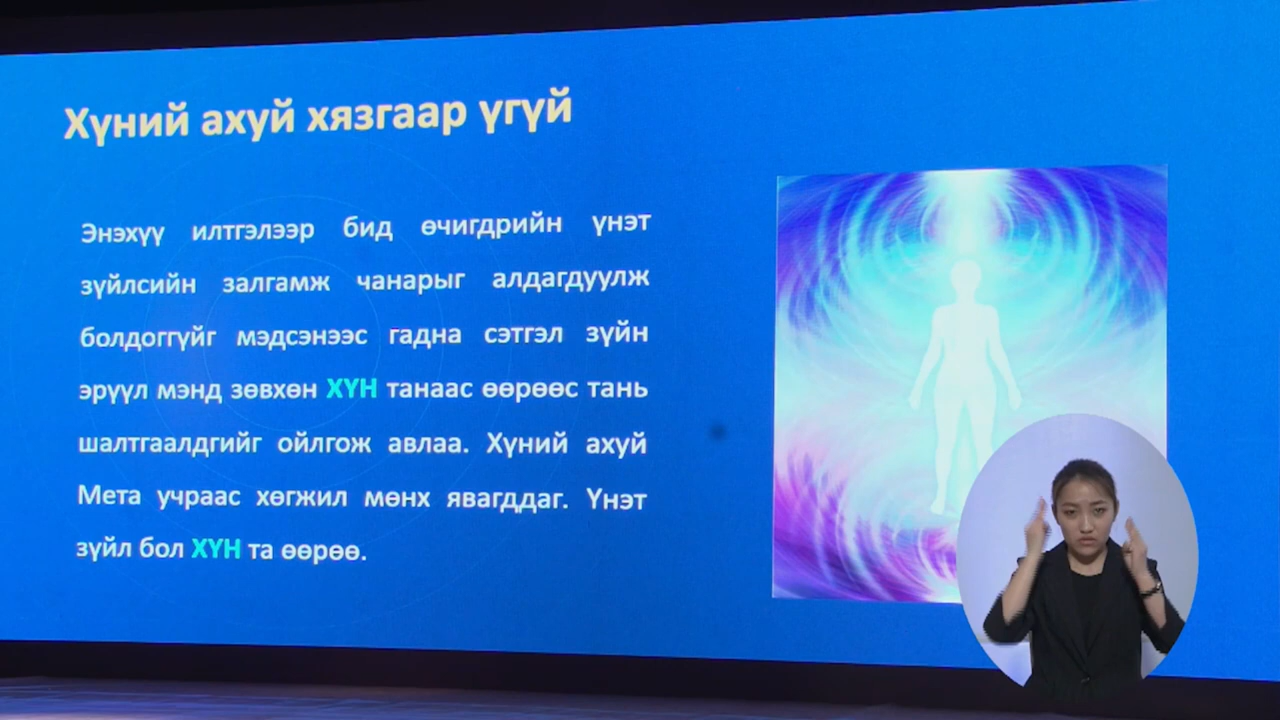 Хүний ахуй хязгаар үгүй
Энэхүү илтгэлээр бид өчигдрийн үнэт
зүйлсийн залгамж чанарыг алдагдуулж
болдоггүйг мэдсэнээс гадна сэтгэл зүйн
эрүүл мэнд зөвхөн ХҮН танаас өөрөөс тань
шалтгаалдгийг ойлгож авлаа. Хүний ахуй
Мета учраас хөгжил мөнх явагддаг. Үнэт
зүйл бол ХҮН та өөрөө.